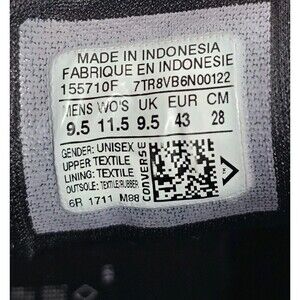 MADE IN INDONESIA
FABRIQUE EN INDONESIE
155710F 7TR8VB6N00122
MENS WO'S UK EUR CM
9.5 11.5 9.5 43 28
GENDER: UNISEX
UPPER: TEXTILE
LINING: TEXTILE
OUTSOLE: TEXTILE/RUBBER
6R 1711 M88
CONVERSE